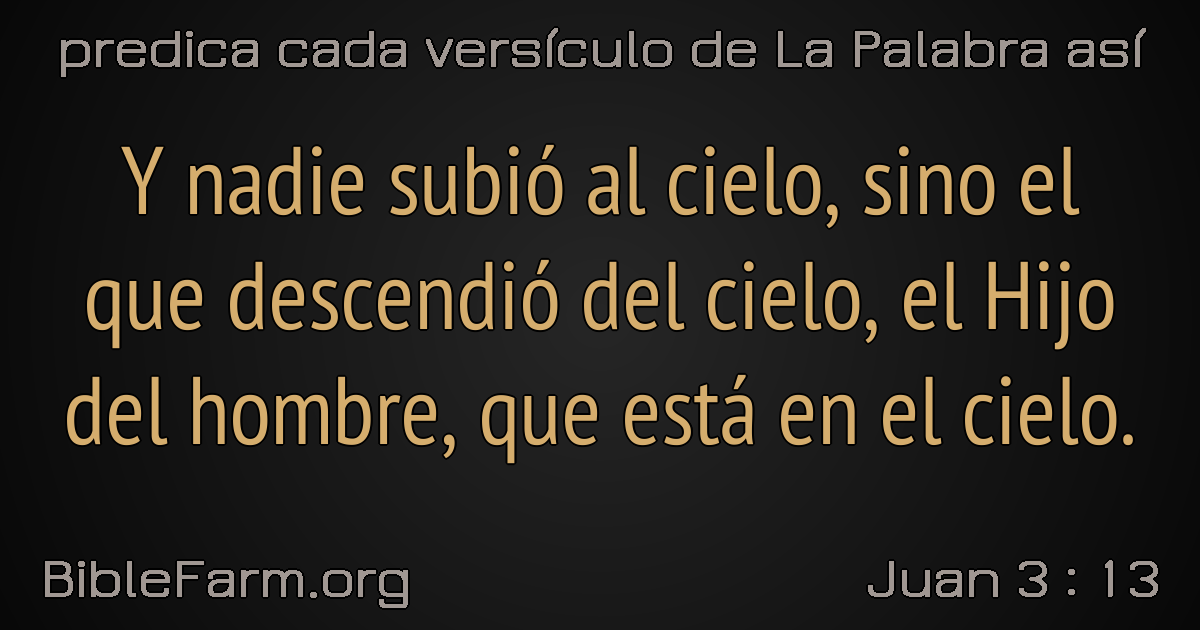 predica cada versículo de La Palabra así
Y nadie subió al cielo, sino el
que descendió del cielo, el Hijo
del hombre, que está en el cielo.
BibleFarm.org
Juan 3 : 13